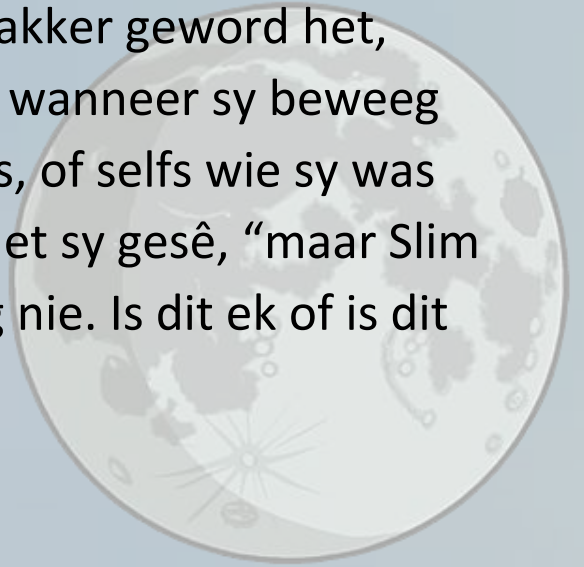 akker geword het,
wanneer sy beweeg
s, of selfs wie sy was
et sy gesê, “maar Slim
nie. Is dit ek of is dit